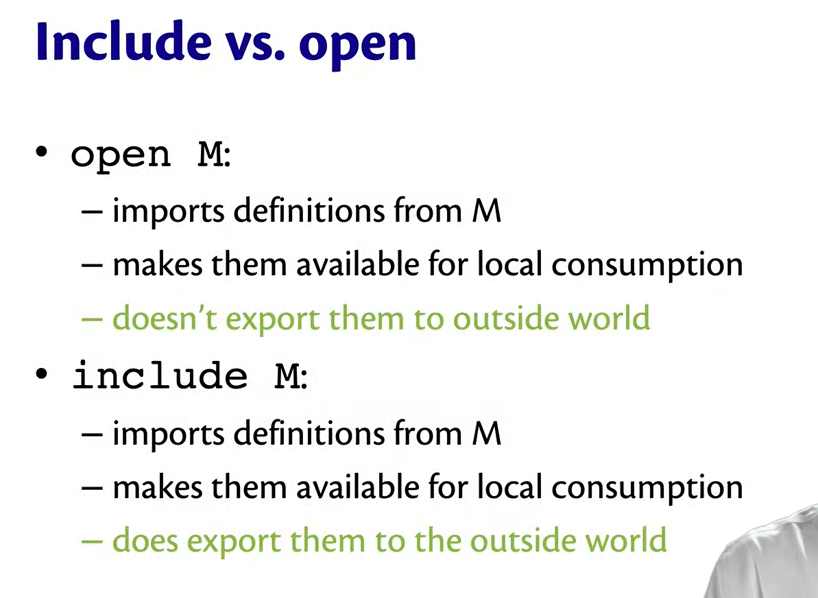 Include vs. open
• open M:
– imports definitions from M
– makes them available for local consumption
– doesn’t export them to outside world
• include M:
– imports definitions from M
– makes them available for local consumption
– does export them to the outside world